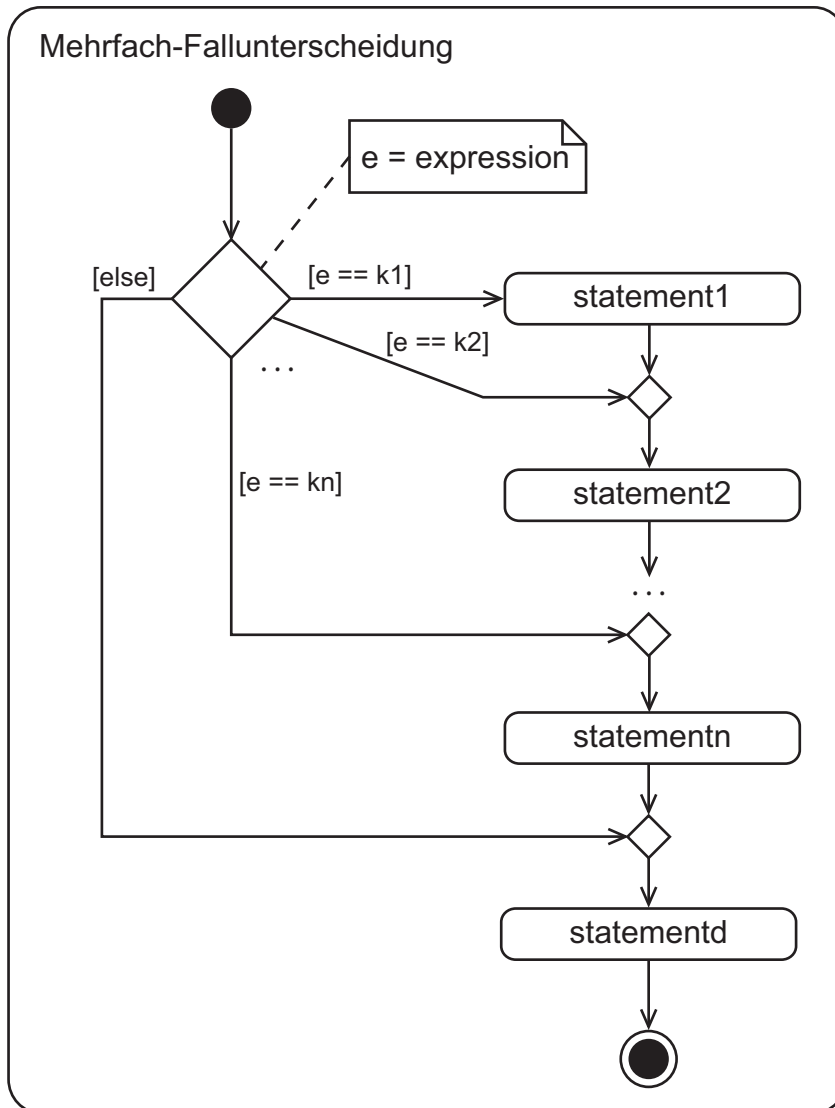 Mehrfach-Fallunterscheidung
e = expression
[else]
[e == k1]
statement1
[e == k2]
. . .
[e == kn]
statement2
. . .
statementn
statementd